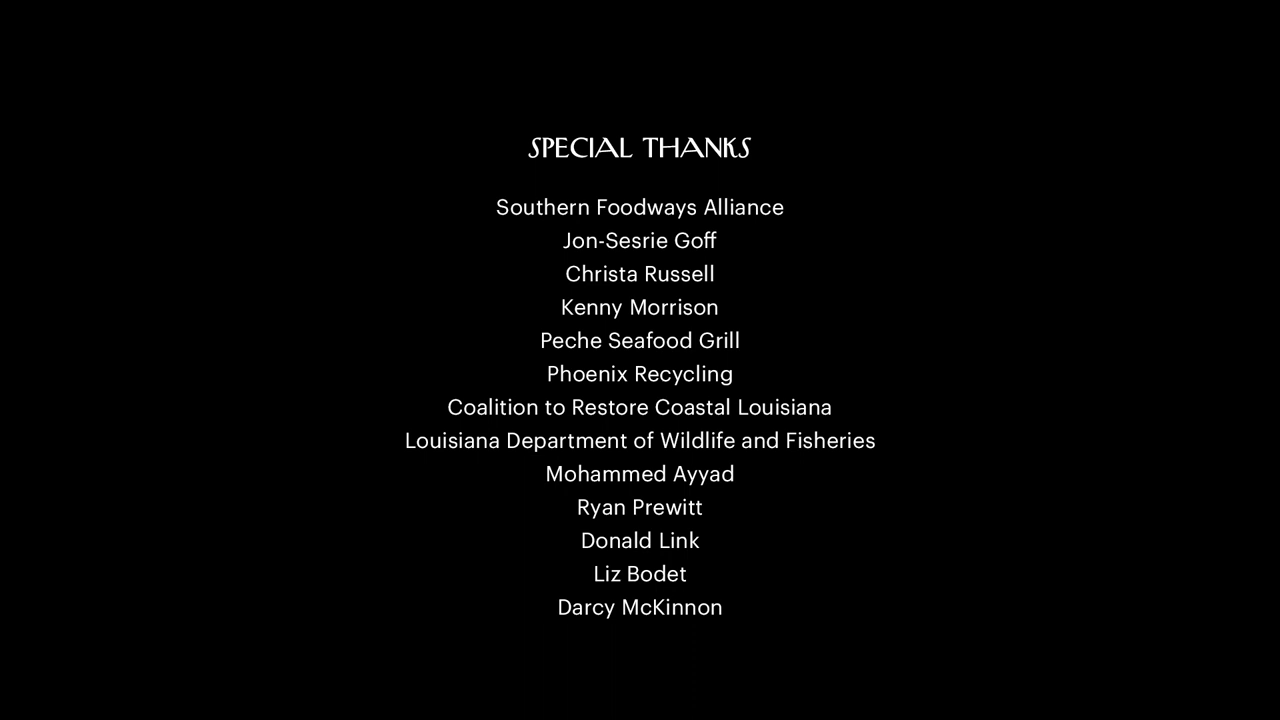 SPECIAL THANKS
Southern Foodways Alliance
Jon-Sesrie Goff
Christa Russell
Kenny Morrison
Peche Seafood Grill
Phoenix Recycling
Coalition to Restore Coastal Louisiana
Louisiana Department of Wildlife and Fisheries
Mohammed Ayyad
Ryan Prewitt
Donald Link
Liz Bodet
Darcy McKinnon